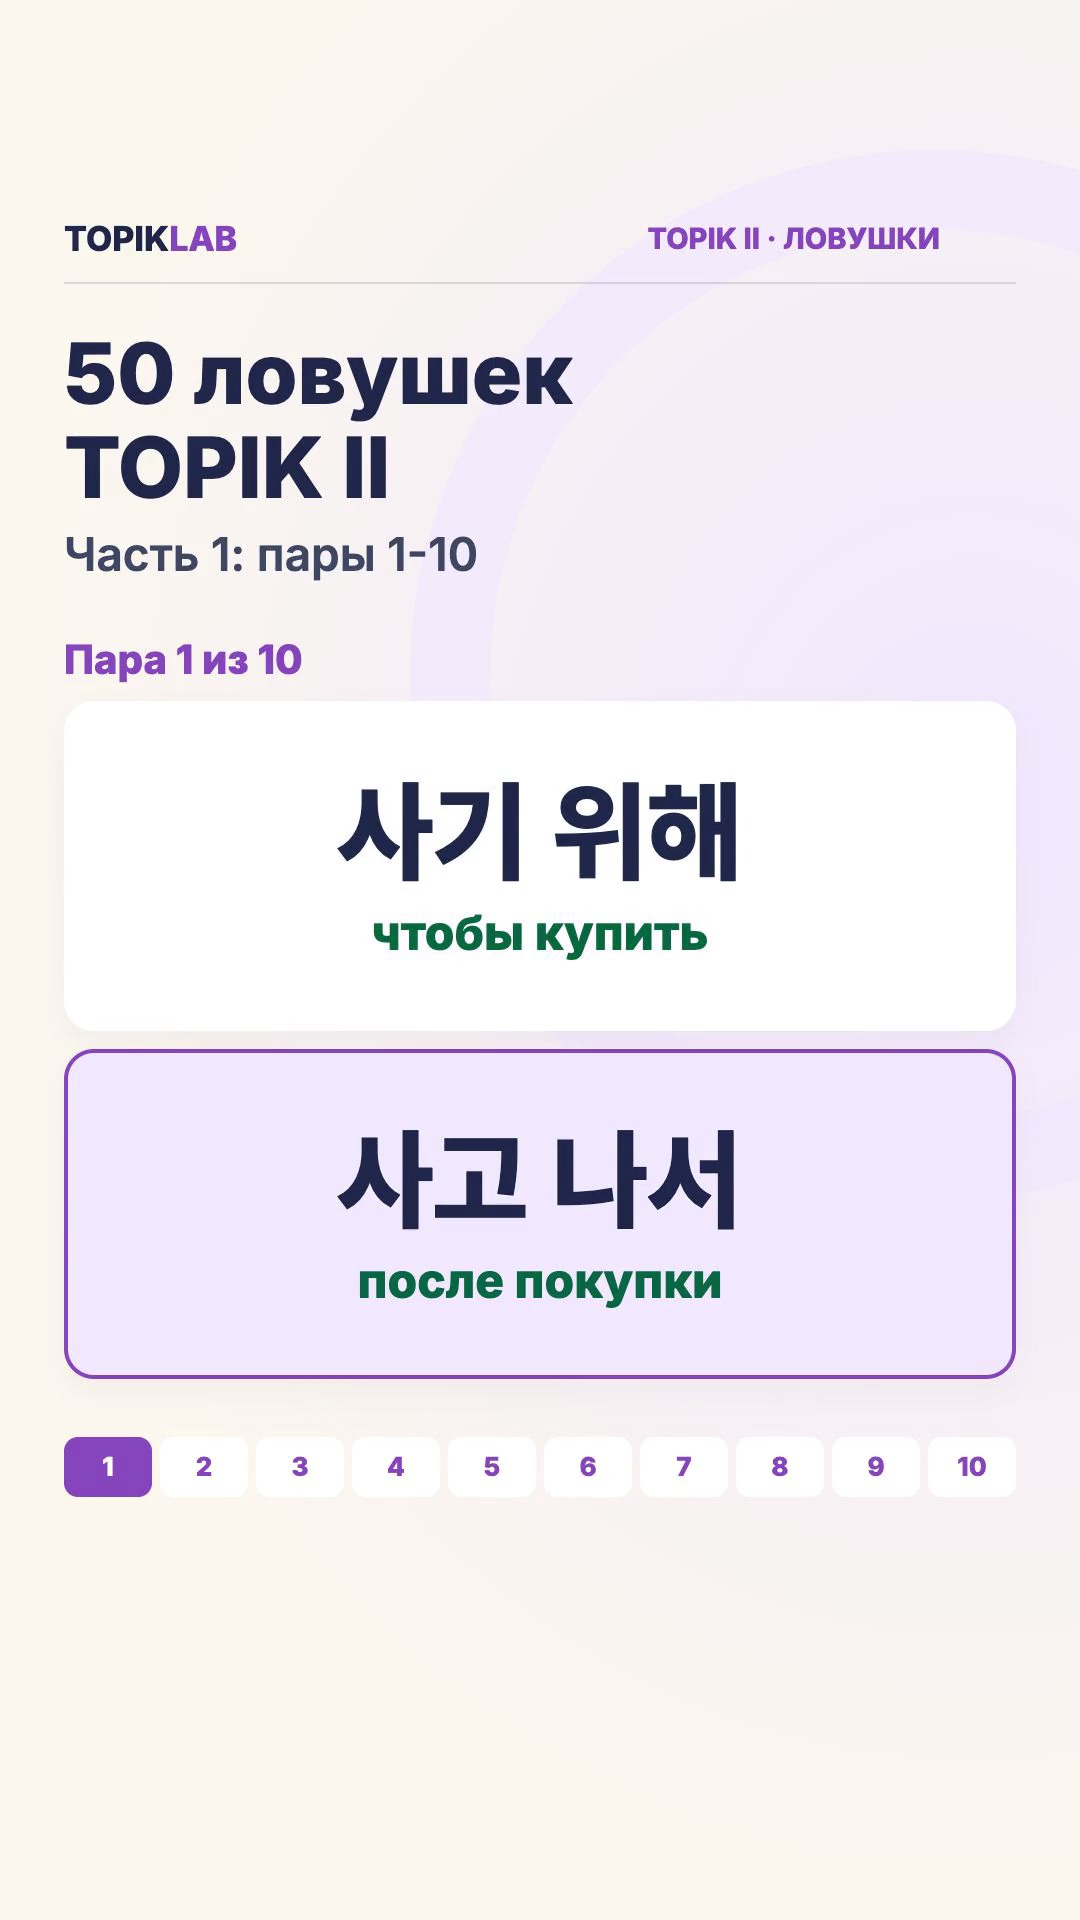 TOPIKLAB
TOPIK II · ЛОВУШКИ
50 ловушек
TOPIK II
Часть 1: пары 1-10
Пара 1 из 10
사기 위해
чтобы купить
사고 나서
после покупки
1 2 3 4 5 6 7 8 9 10